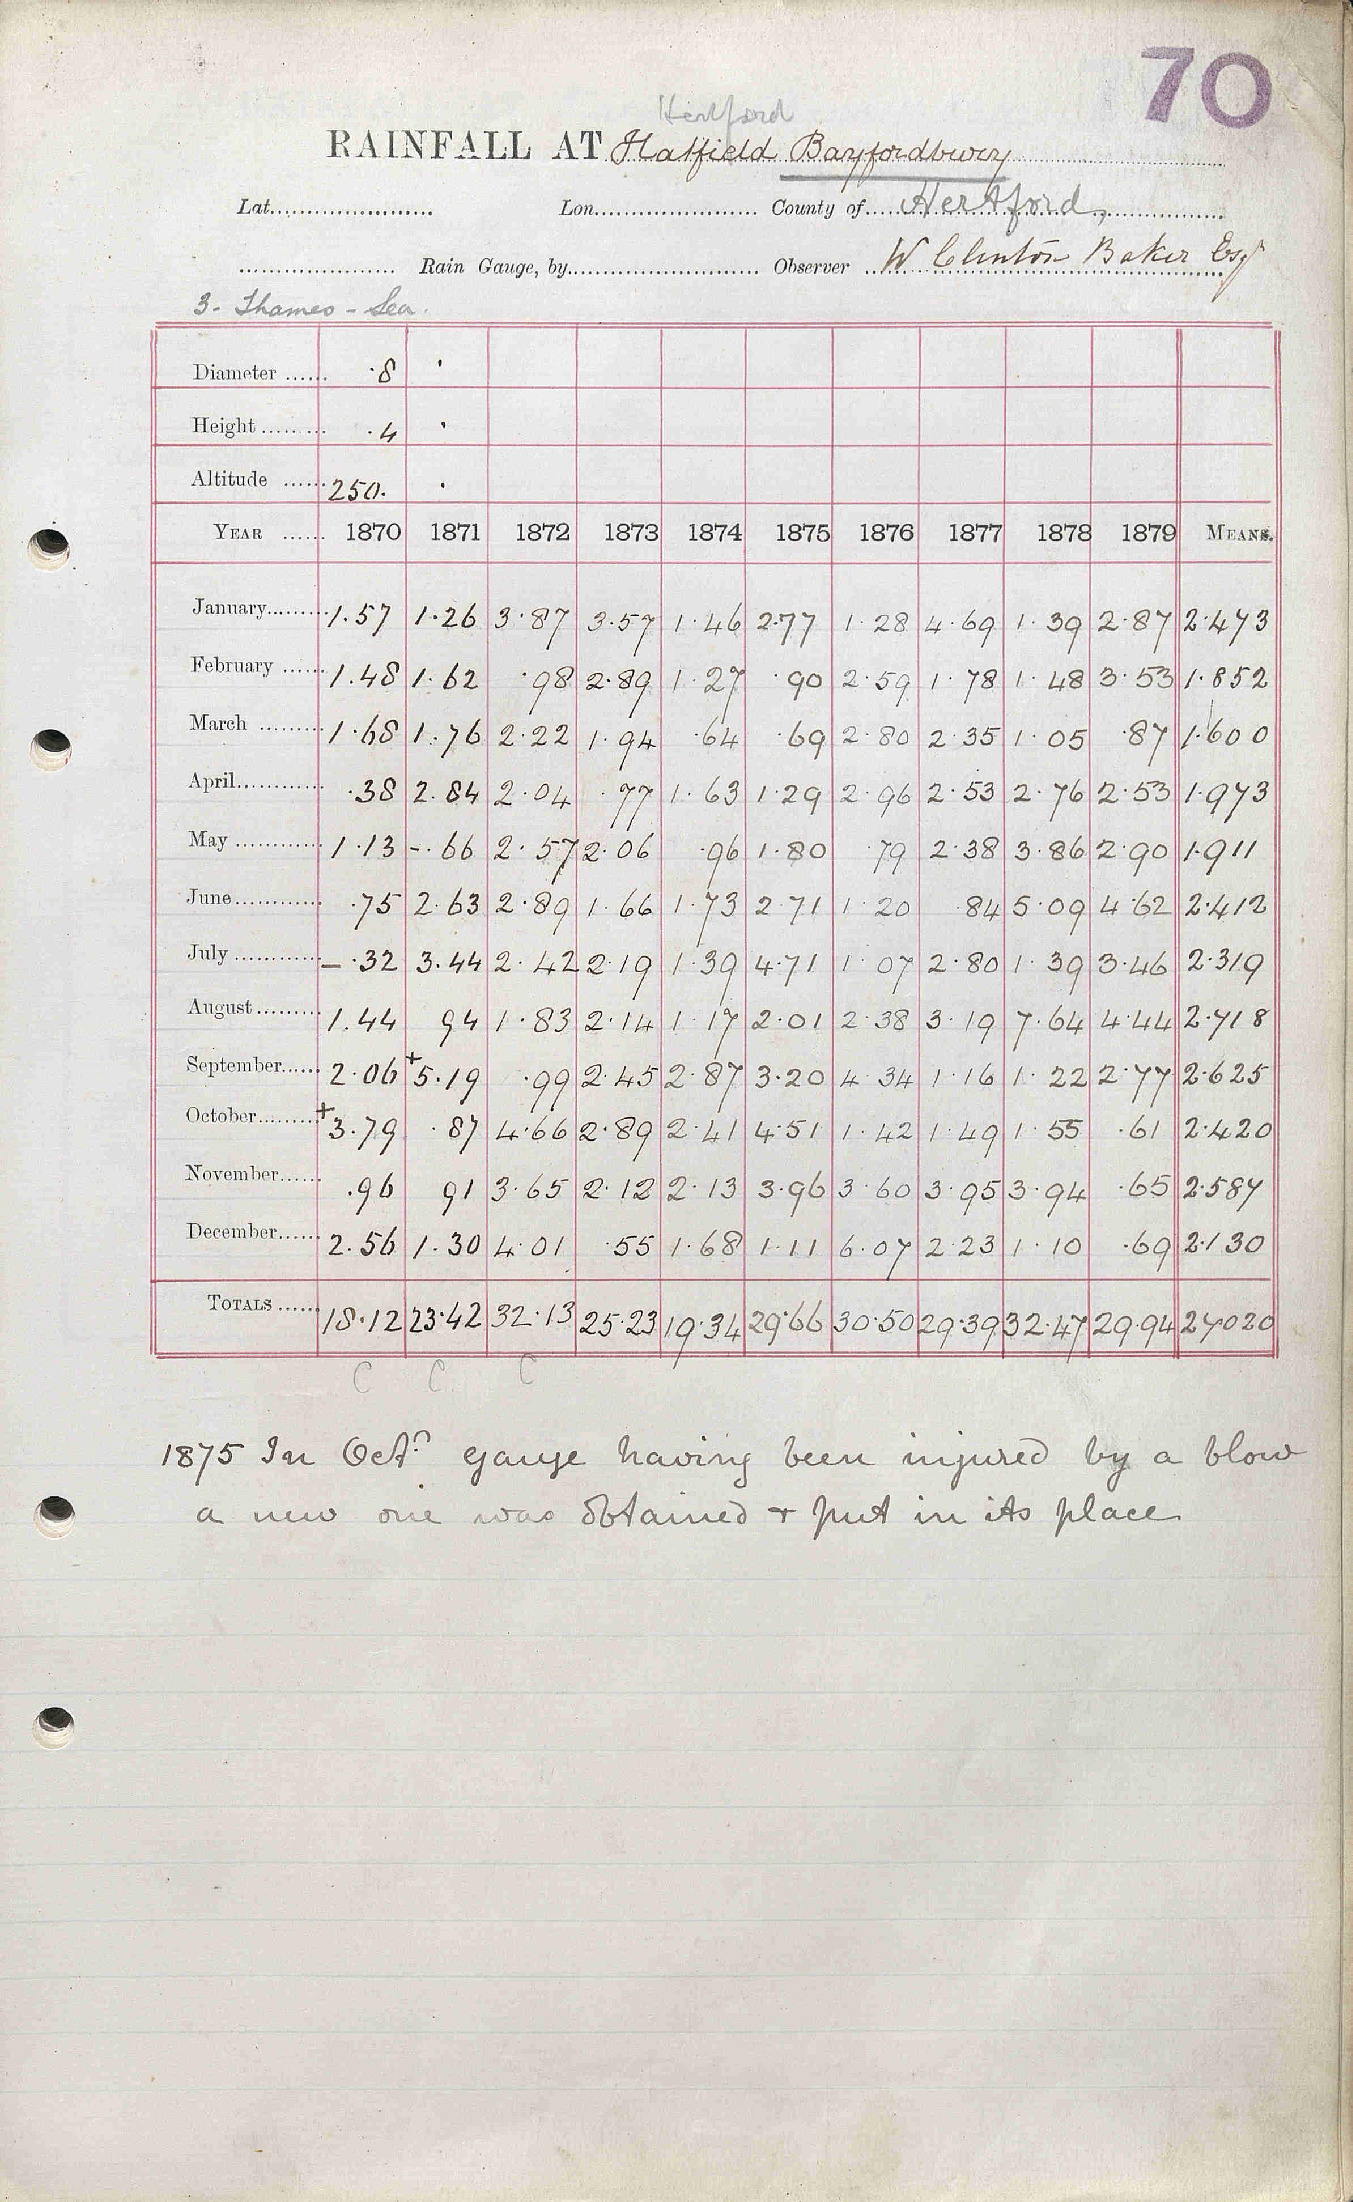 70
Hertford
RAINFALL AT Hatfield Bayfordbury
Lat. Lon. County of Hertford,
Rain Gauge, by Observer W Clinton Baker Esq
3. Thames - Lea.
Diameter ·8 '
Height ·4 '
Altitude 250. '
YEAR 1870 1871 1872 1873 1874 1875 1876 1877 1878 1879 MEANS.
January 1.57 1.26 3.87 3.57 1.46 2.77 1.28 4.69 1.39 2.87 2.473
February 1.48 1.62 .98 2.89 1.27 .90 2.59 1.78 1.48 3.53 1.852
March 1.68 1.76 2.22 1.94 .64 .69 2.80 2.35 1.05 .87 1.600
April .38 2.84 2.04 .77 1.63 1.29 2.96 2.53 2.76 2.53 1.973
May 1.13 -.66 2.57 2.06 .96 1.80 .79 2.38 3.86 2.90 1.911
June .75 2.63 2.89 1.66 1.73 2.71 1.20 .84 5.09 4.62 2.412
July -.32 3.44 2.42 2.19 1.39 4.71 1.07 2.80 1.39 3.46 2.319
August 1.44 94 1.83 2.14 1.17 2.01 2.38 3.19 7.64 4.44 2.718
September 2.06 +5.19 .99 2.45 2.87 3.20 4.34 1.16 1.22 2.77 2.625
October +3.79 .87 4.66 2.89 2.41 4.51 1.42 1.49 1.55 .61 2.420
November .96 91 3.65 2.12 2.13 3.96 3.60 3.95 3.94 .65 2.587
December 2.56 1.30 4.01 .55 1.68 1.11 6.07 2.23 1.10 .69 2.130
TOTALS 18.12 23.42 32.13 25.23 19.34 29.66 30.50 29.39 32.47 29.94 27020
C C C
1875 In Octr gauge having been injured by a blow
a new one was obtained + put in its place